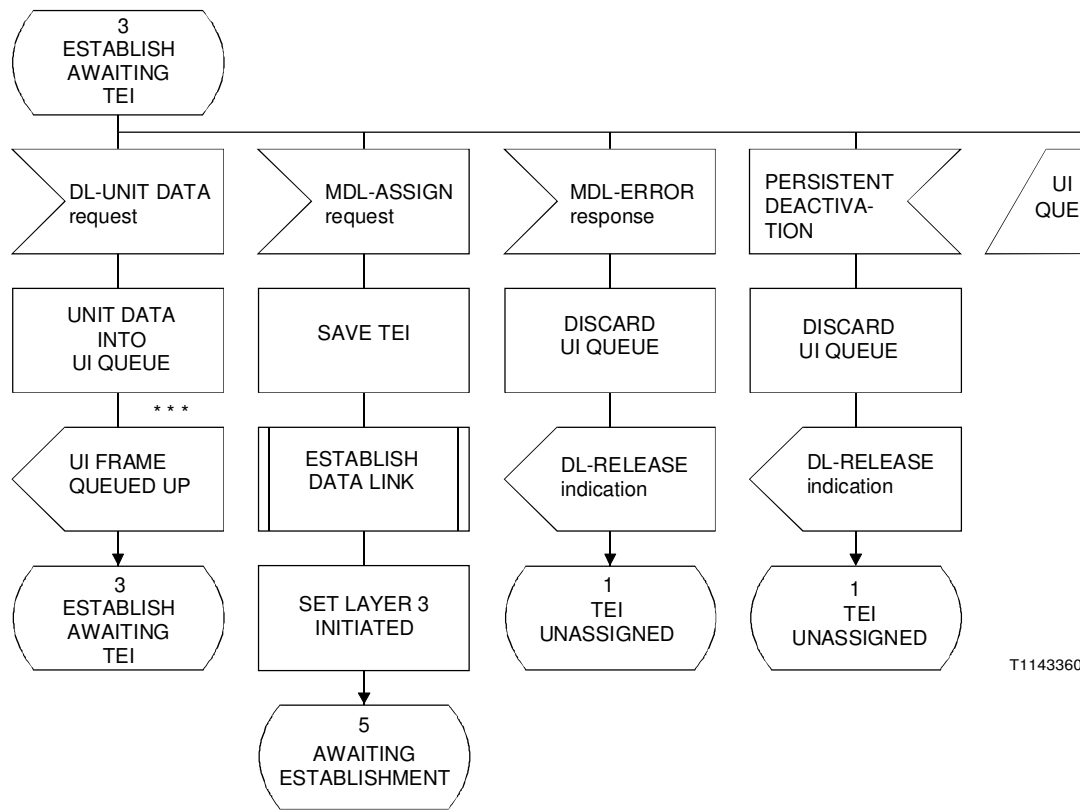 3
ESTABLISH
AWAITING
TEI
DL-UNIT DATA
request
MDL-ASSIGN
request
MDL-ERROR
response
PERSISTENT
DEACTIVA-
TION
UI
QUE
UNIT DATA
INTO
UI QUEUE
SAVE TEI
DISCARD
UI QUEUE
DISCARD
UI QUEUE
* * *
UI FRAME
QUEUED UP
ESTABLISH
DATA LINK
DL-RELEASE
indication
DL-RELEASE
indication
3
ESTABLISH
AWAITING
TEI
SET LAYER 3
INITIATED
1
TEI
UNASSIGNED
1
TEI
UNASSIGNED
T1143360
5
AWAITING
ESTABLISHMENT